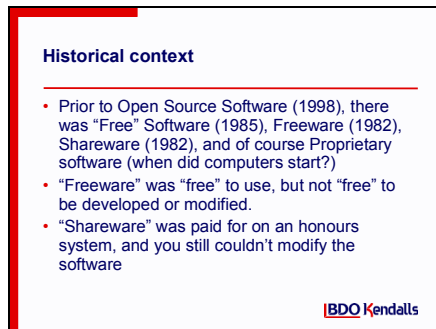 Historical context
• Prior to Open Source Software (1998), there
was “Free” Software (1985), Freeware (1982),
Shareware (1982), and of course Proprietary
software (when did computers start?)
• “Freeware” was “free” to use, but not “free” to
be developed or modified.
• “Shareware” was paid for on an honours
system, and you still couldn’t modify the
software
BDO Kendalls